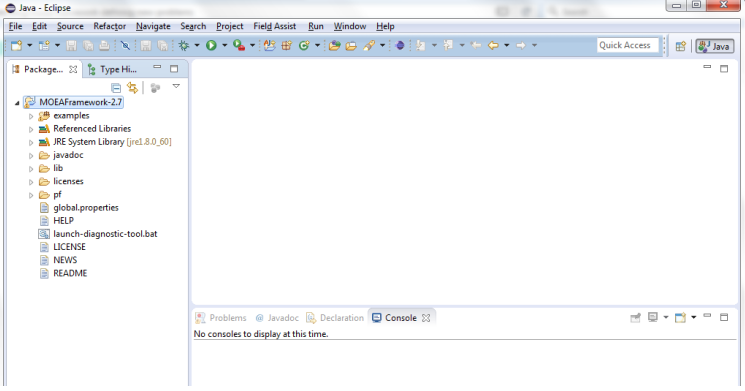 Java - Eclipse
File Edit Source Refactor Navigate Search Project Field Assist Run Window Help
Quick Access Java
Package... Type Hi...
MOEAFramework-2.7
examples
Referenced Libraries
JRE System Library [jre1.8.0_60]
javadoc
lib
licenses
pf
global.properties
HELP
launch-diagnostic-tool.bat
LICENSE
NEWS
README
Problems @ Javadoc Declaration Console
No consoles to display at this time.